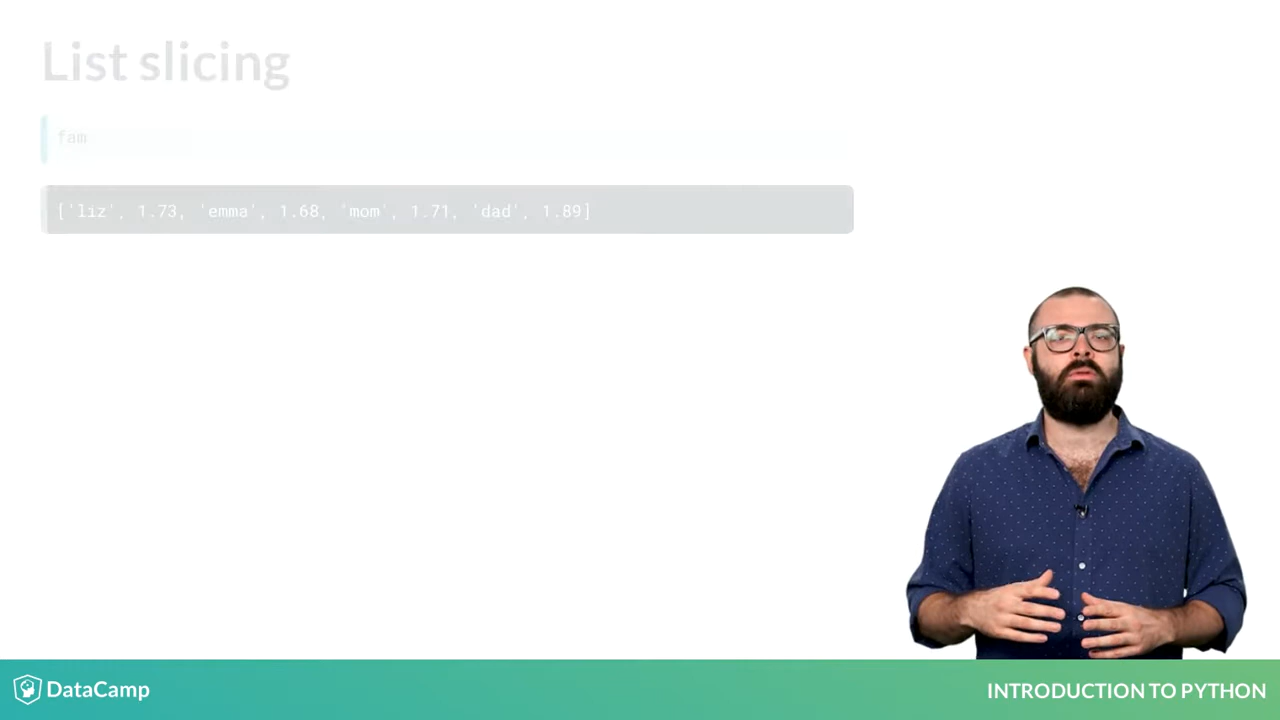 List slicing
fam
['liz', 1.73, 'emma', 1.68, 'mom', 1.71, 'dad', 1.89]
DataCamp
INTRODUCTION TO PYTHON